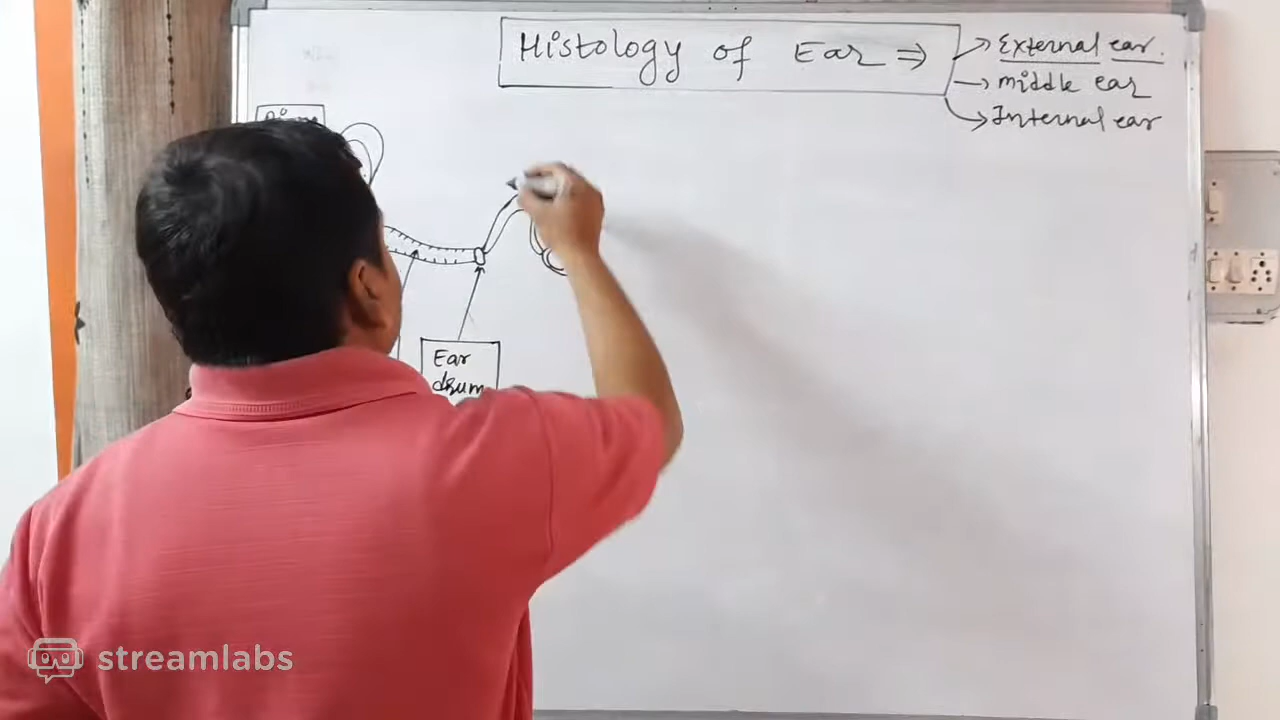 Histology of Ear ⇒
External ear.
middle ear
Internal ear
Ear
drum
streamlabs